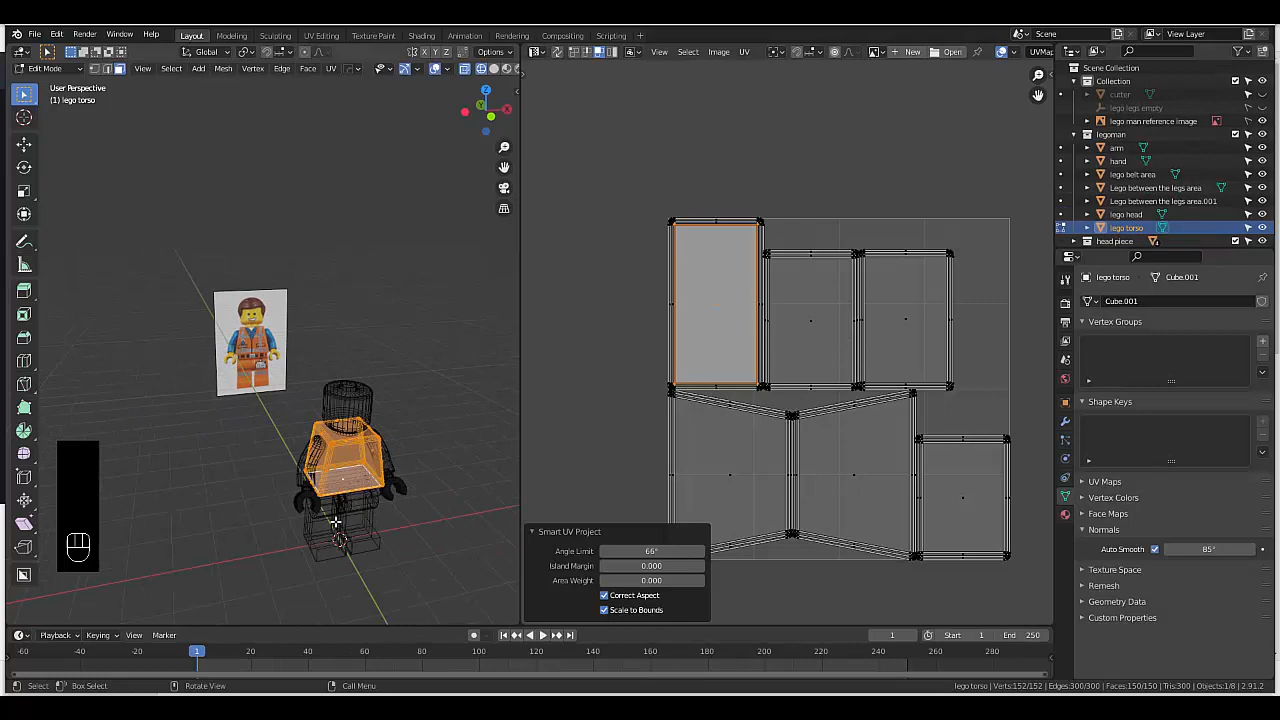 File Edit Render Window Help Layout Modeling Sculpting UV Editing Texture Paint Shading Animation Rendering Compositing Scripting + Scene View Layer
Global X Y Z Options View Select Image UV New Open UVMap
Edit Mode View Select Add Mesh Vertex Edge Face UV
Scene Collection
Collection
cutter
lego legs empty
lego man reference image
legoman
arm
hand
lego belt area
Lego between the legs area
Lego between the legs area.001
lego head
lego torso
head piece
User Perspective
(1) lego torso
Z
Y
X
lego torso Cube.001
Cube.001
Vertex Groups
Shape Keys
UV Maps
Vertex Colors
Face Maps
Normals
Auto Smooth 85°
Texture Space
Remesh
Geometry Data
Custom Properties
Smart UV Project
Angle Limit 66°
Island Margin 0.000
Area Weight 0.000
Correct Aspect
Scale to Bounds
Playback Keying View Marker 1 Start 1 End 250
-60 -40 -20 1 20 40 60 80 100 120 140 160 180 200 220 240 260 280
Select Box Select Rotate View Call Menu lego torso | Verts:152/152 | Edges:300/300 | Faces:150/150 | Tris:300 | Objects:1/8 | 2.91.2